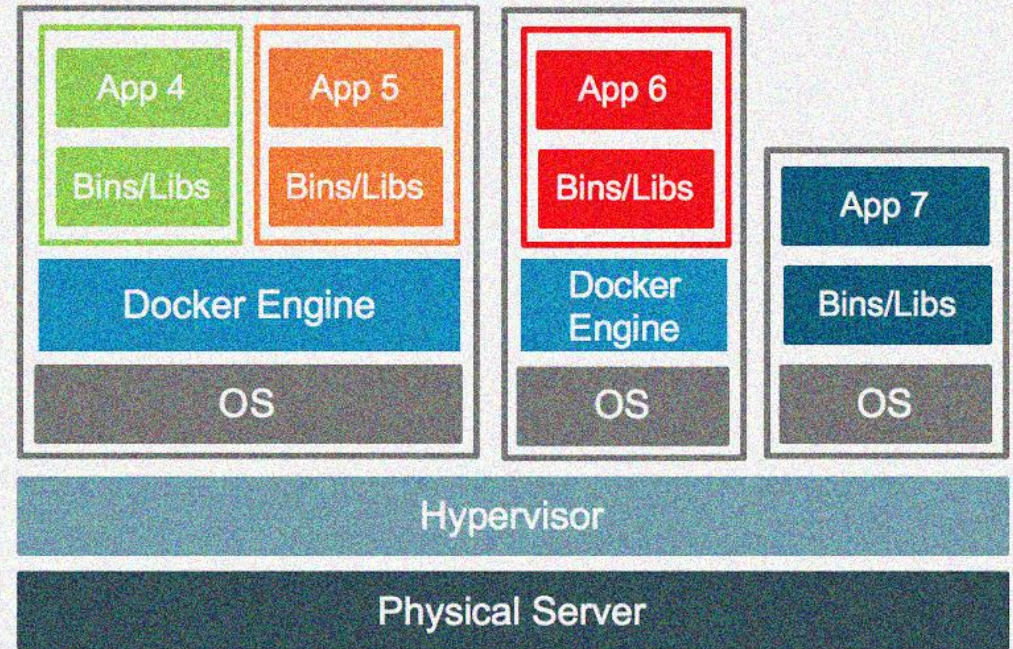 App 4
App 5
App 6
Bins/Libs
Bins/Libs
Bins/Libs
App 7
Docker Engine
Docker
Engine
Bins/Libs
OS
OS
OS
Hypervisor
Physical Server